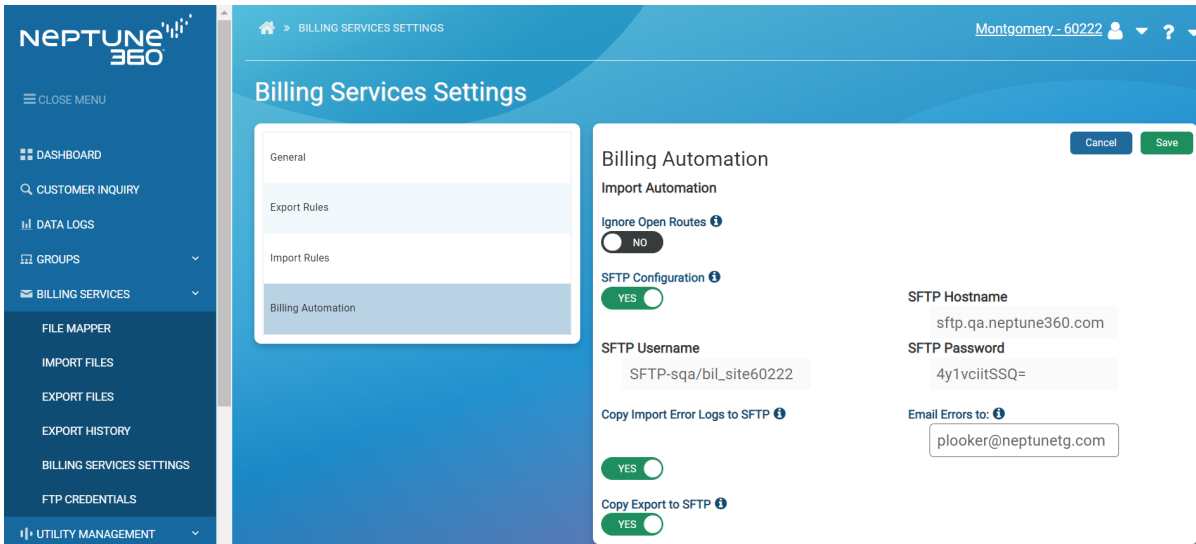 NEPTUNE
360
CLOSE MENU
DASHBOARD
CUSTOMER INQUIRY
DATA LOGS
GROUPS
BILLING SERVICES
FILE MAPPER
IMPORT FILES
EXPORT FILES
EXPORT HISTORY
BILLING SERVICES SETTINGS
FTP CREDENTIALS
UTILITY MANAGEMENT
» BILLING SERVICES SETTINGS
Montgomery - 60222 ?
Billing Services Settings
General
Export Rules
Import Rules
Billing Automation
Cancel Save
Billing Automation
Import Automation
Ignore Open Routes
NO
SFTP Configuration
YES
SFTP Hostname
sftp.qa.neptune360.com
SFTP Username
SFTP-sqa/bil_site60222
SFTP Password
4y1vciitSSQ=
Copy Import Error Logs to SFTP
YES
Email Errors to:
plooker@neptunetg.com
Copy Export to SFTP
YES